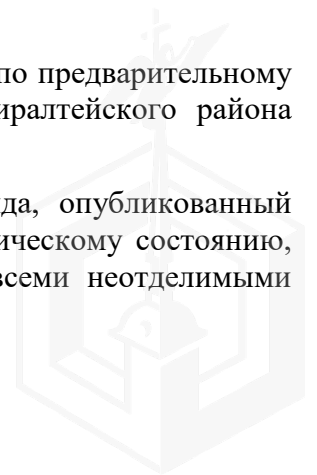 по предварительному
иралтейского района
да, опубликованный
ическому состоянию,
всеми неотделимыми